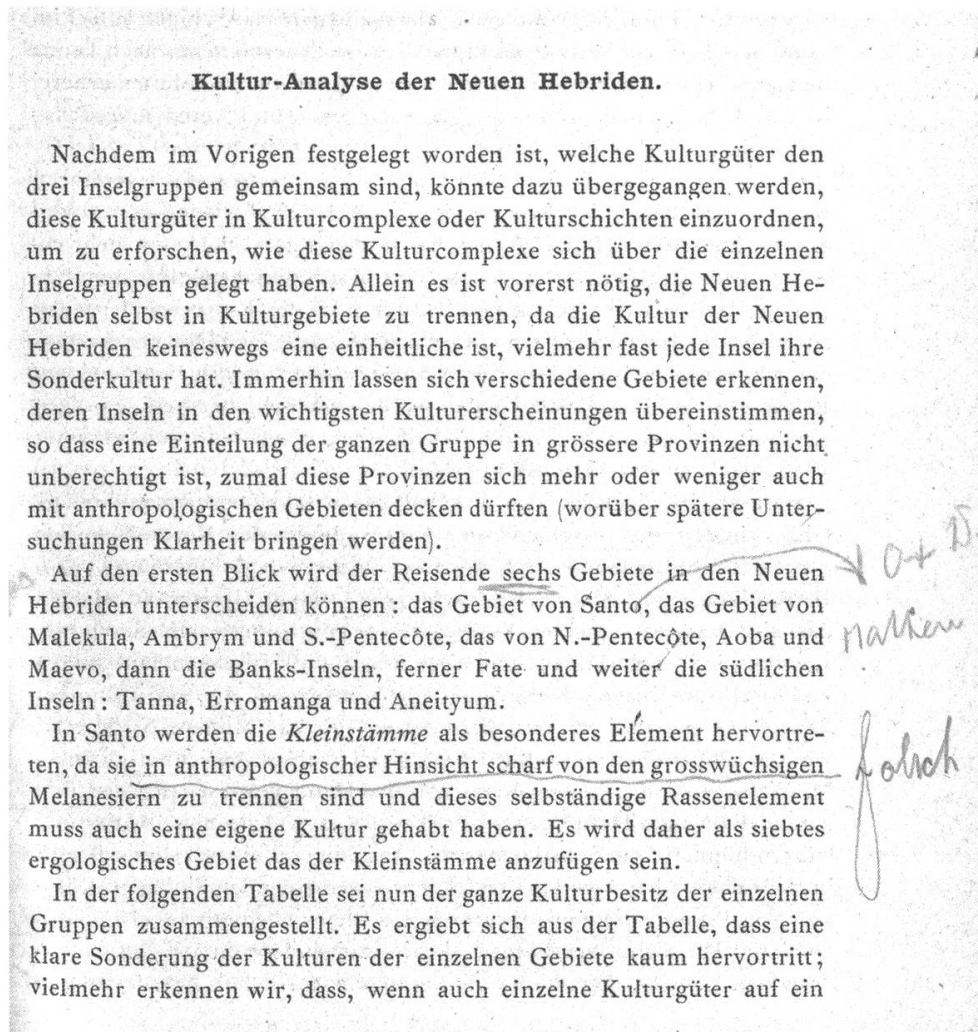 Kultur-Analyse der Neuen Hebriden.
Nachdem im Vorigen festgelegt worden ist, welche Kulturgüter den
drei Inselgruppen gemeinsam sind, könnte dazu übergegangen werden,
diese Kulturgüter in Kulturcomplexe oder Kulturschichten einzuordnen,
um zu erforschen, wie diese Kulturcomplexe sich über die einzelnen
Inselgruppen gelegt haben. Allein es ist vorerst nötig, die Neuen He-
briden selbst in Kulturgebiete zu trennen, da die Kultur der Neuen
Hebriden keineswegs eine einheitliche ist, vielmehr fast jede Insel ihre
Sonderkultur hat. Immerhin lassen sich verschiedene Gebiete erkennen,
deren Inseln in den wichtigsten Kulturerscheinungen übereinstimmen,
so dass eine Einteilung der ganzen Gruppe in grössere Provinzen nicht
unberechtigt ist, zumal diese Provinzen sich mehr oder weniger auch
mit anthropologischen Gebieten decken dürften (worüber spätere Unter-
suchungen Klarheit bringen werden).
Auf den ersten Blick wird der Reisende sechs Gebiete in den Neuen
Hebriden unterscheiden können : das Gebiet von Santo, das Gebiet von
Malekula, Ambrym und S.-Pentecôte, das von N.-Pentecôte, Aoba und
Maevo, dann die Banks-Inseln, ferner Fate und weiter die südlichen
Inseln : Tanna, Erromanga und Aneityum.
In Santo werden die Kleinstämme als besonderes Element hervortre-
ten, da sie in anthropologischer Hinsicht scharf von den grosswüchsigen
falsch
Melanesiern zu trennen sind und dieses selbständige Rassenelement
muss auch seine eigene Kultur gehabt haben. Es wird daher als siebtes
ergologisches Gebiet das der Kleinstämme anzufügen sein.
In der folgenden Tabelle sei nun der ganze Kulturbesitz der einzelnen
Gruppen zusammengestellt. Es ergiebt sich aus der Tabelle, dass eine
klare Sonderung der Kulturen der einzelnen Gebiete kaum hervortritt ;
vielmehr erkennen wir, dass, wenn auch einzelne Kulturgüter auf ein